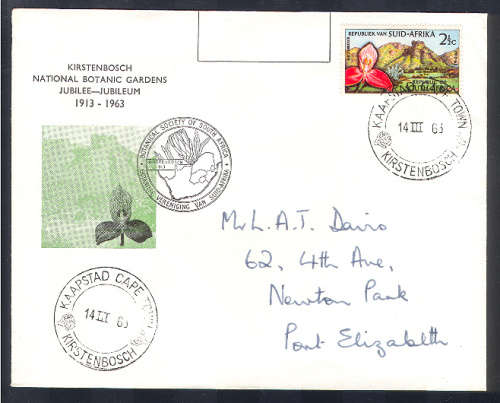 KIRSTENBOSCH
NATIONAL BOTANIC GARDENS
JUBILEE—JUBILEUM
1913 - 1963
REPUBLIEK VAN SUID-AFRIKA
2½c
KAAPSTAD CAPE TOWN
14 III 63
KIRSTENBOSCH
BOTANICAL SOCIETY OF SOUTH AFRICA
BOTANIESE VERENIGING VAN SUID-AFRIKA
Mr L.A.T. Davis
62, 4th Ave,
Newton Park
Port Elizabeth.
KAAPSTAD CAPE TOWN
14 III 63
KIRSTENBOSCH